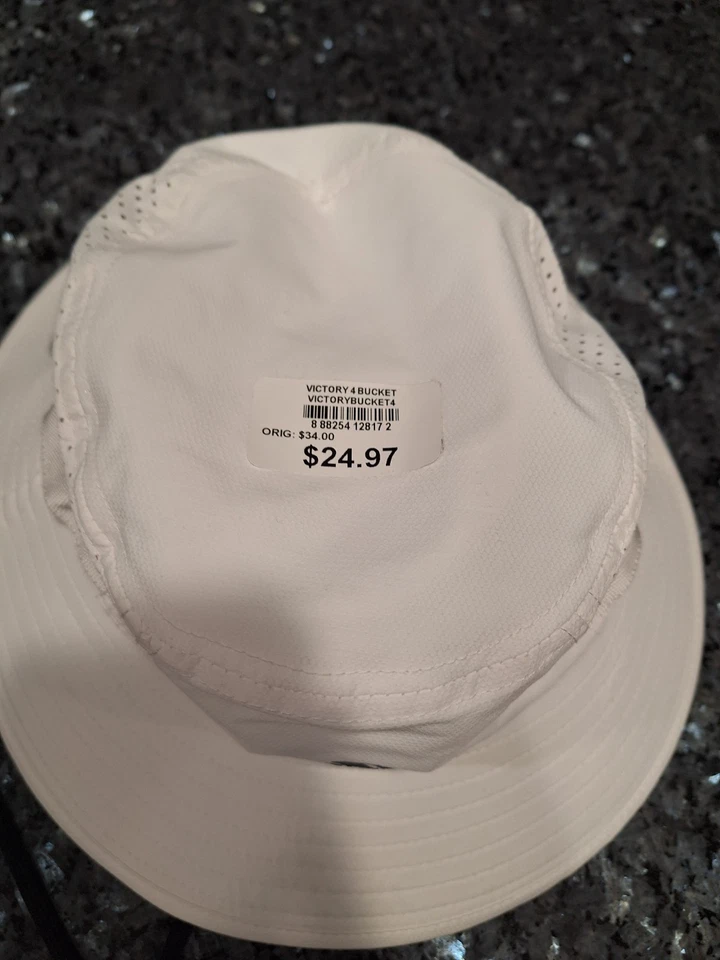 VICTORY 4 BUCKET
VICTORYBUCKET4
8 88254 12817 2
ORIG: $34.00
$24.97